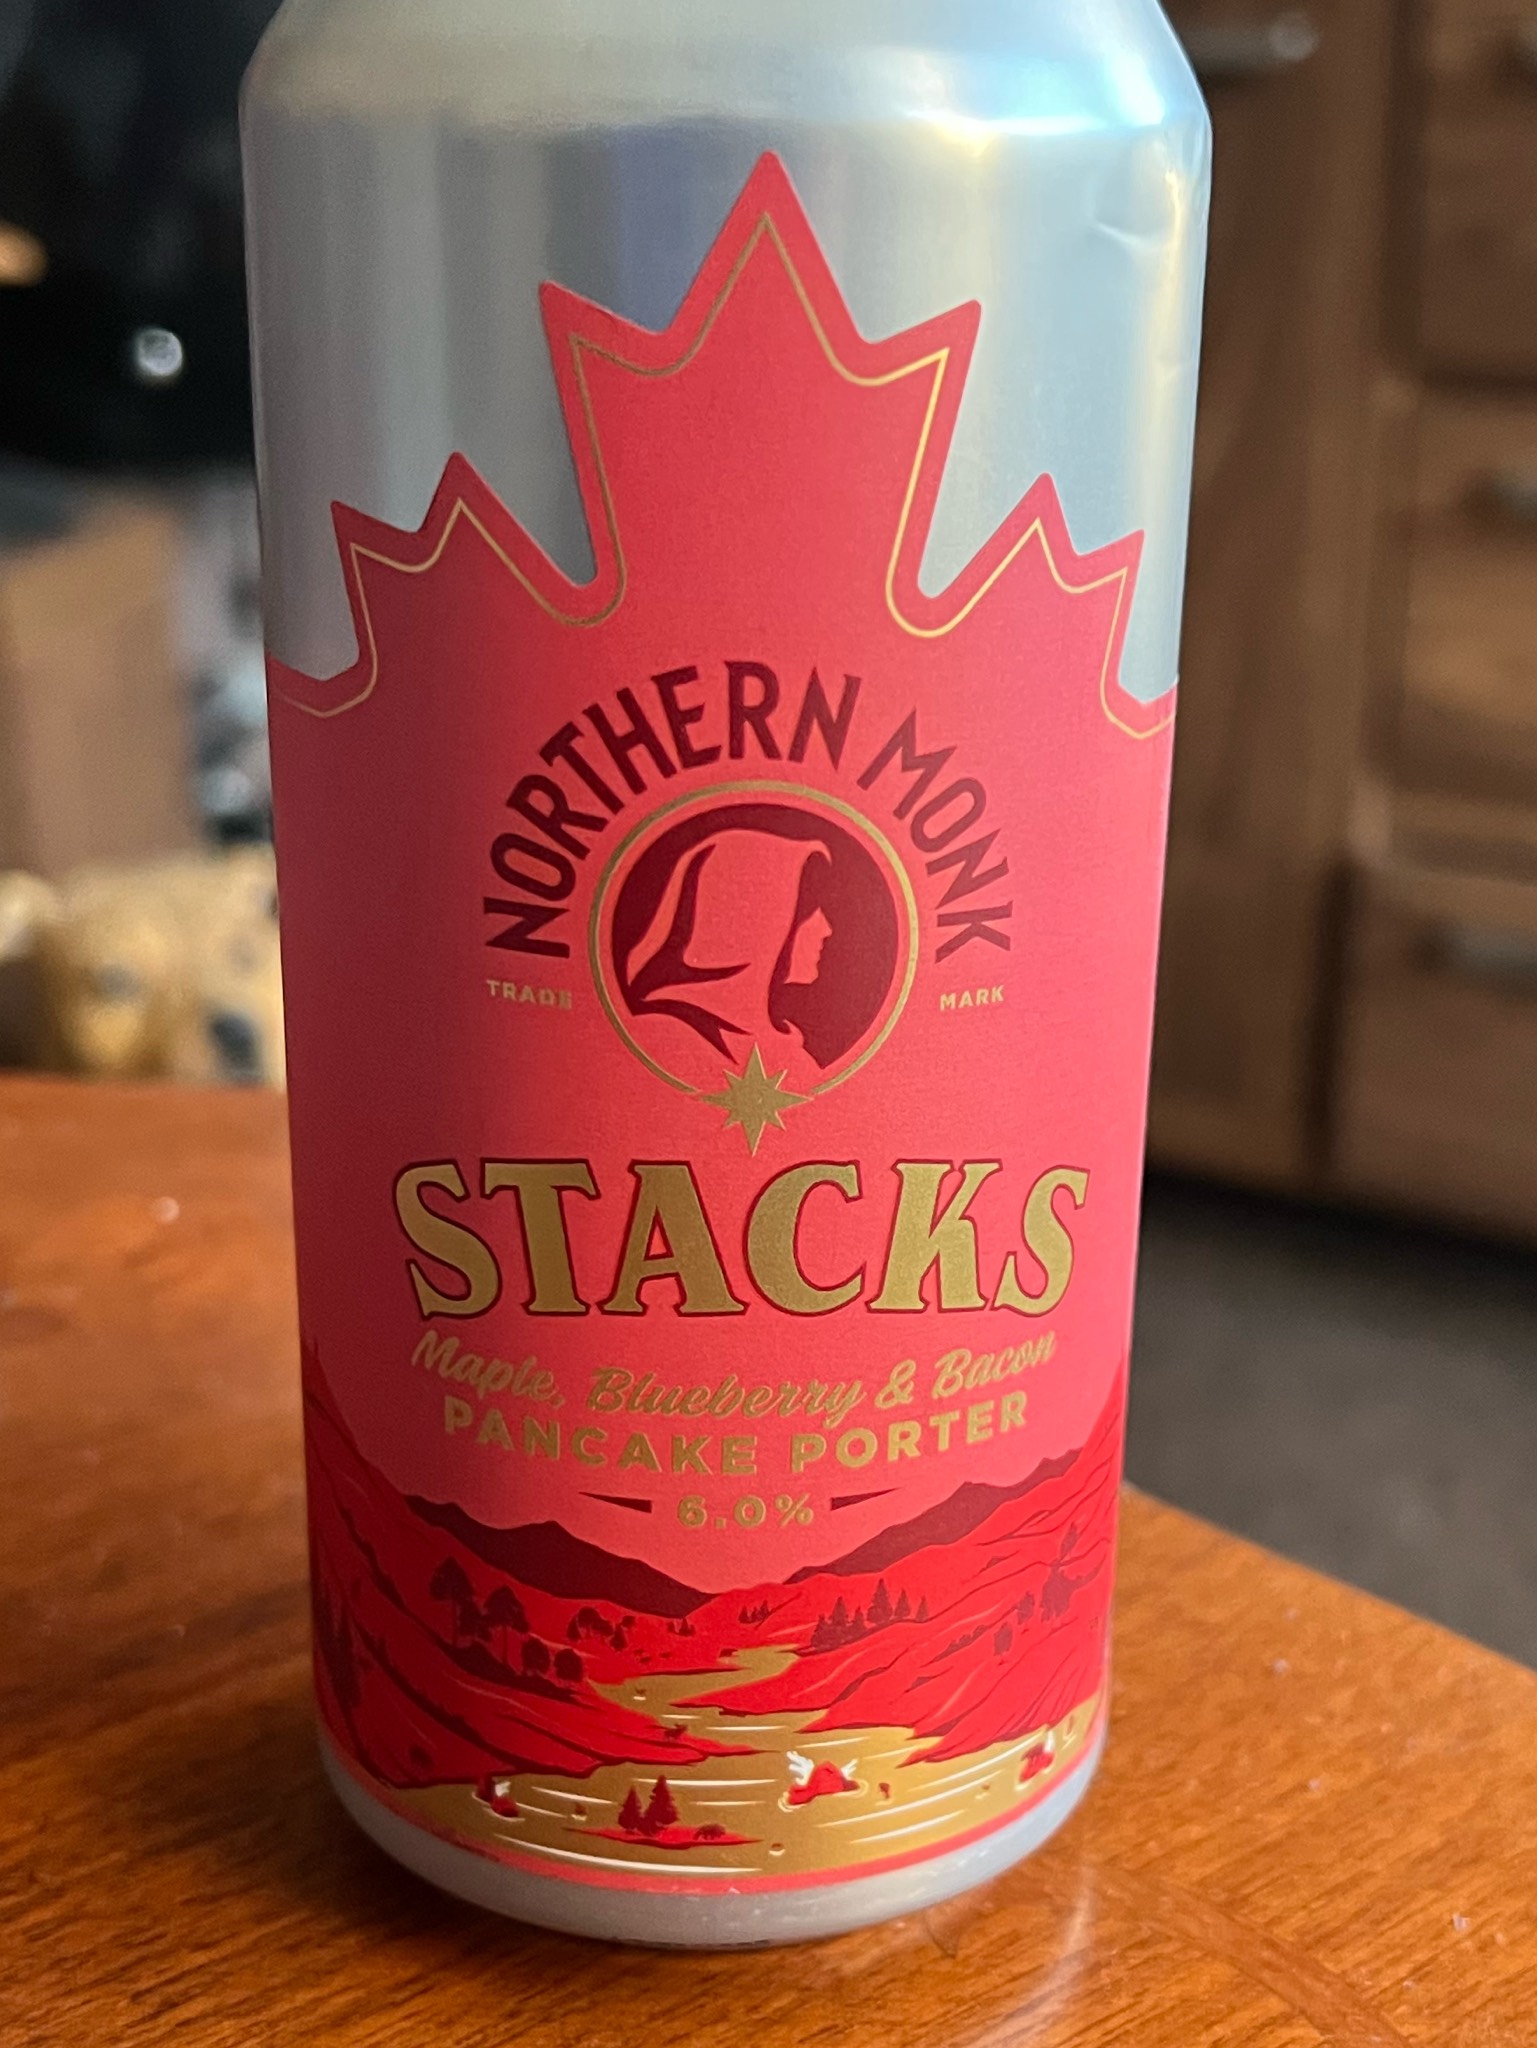 NORTHERN MONK
TRADE MARK
STACKS
Maple, Blueberry & Bacon
PANCAKE PORTER
6.0%